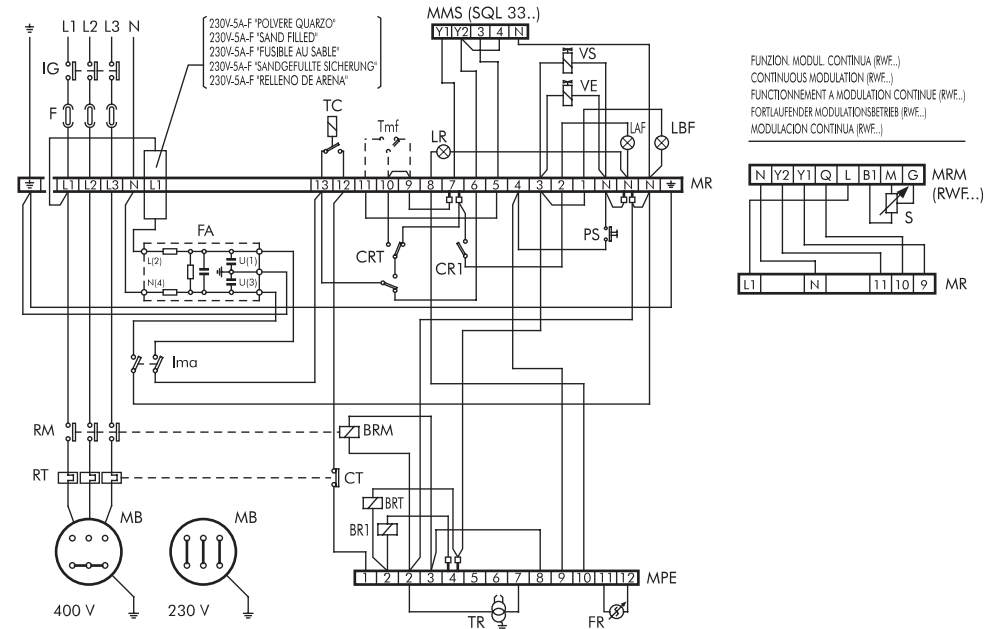 L1 L2 L3 N
230V-5A-F "POLVERE QUARZO"
230V-5A-F "SAND FILLED"
230V-5A-F "FUSIBLE AU SABLE"
230V-5A-F "SANDGEFULLTE SICHERUNG"
230V-5A-F "RELLENO DE ARENA"
MMS (SQL 33..)
Y1 Y2 3 4 N
IG
F
TC
Tmf
LR
VS
VE
LAF
LBF
FUNZION. MODUL. CONTINUA (RWF...)
CONTINUOUS MODULATION (RWF...)
FUNCTIONNEMENT A MODULATION CONTINUE (RWF...)
FORTLAUFENDER MODULATIONSBETRIEB (RWF...)
MODULACION CONTINUA (RWF...)
L1 L2 L3 N L1 13 12 11 10 9 8 7 6 5 4 3 2 1 N N N MR
N Y2 Y1 Q L B1 M G MRM
(RWF...)
S
FA
L(2) U(1)
N(4) U(3)
CRT
CR1
PS
L1 N 11 10 9 MR
Ima
RM
BRM
RT
CT
BRT
BR1
MB
MB
1 2 2 3 4 5 6 7 8 9 10 11 12 MPE
400 V
230 V
TR
FR